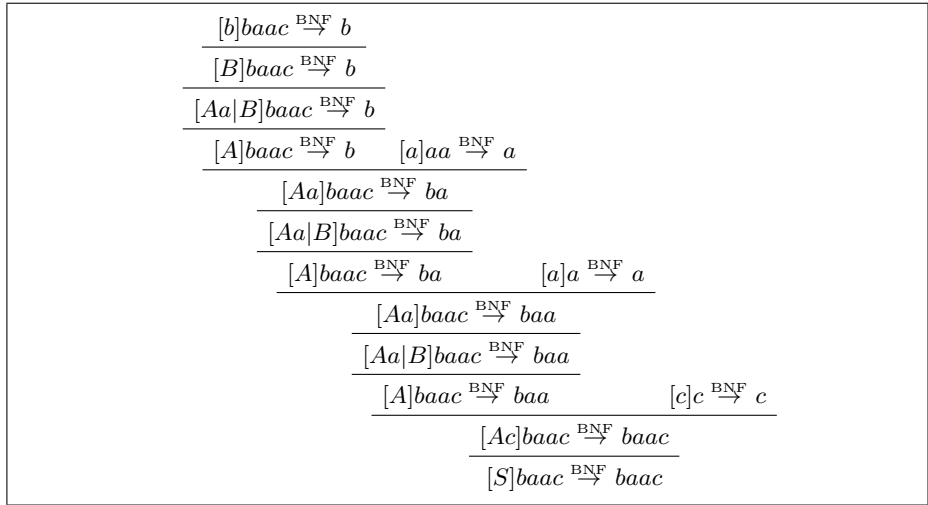 [b]baac BNF→ b
[B]baac BNF→ b
[Aa|B]baac BNF→ b
[A]baac BNF→ b [a]aa BNF→ a
[Aa]baac BNF→ ba
[Aa|B]baac BNF→ ba
[A]baac BNF→ ba [a]a BNF→ a
[Aa]baac BNF→ baa
[Aa|B]baac BNF→ baa
[A]baac BNF→ baa [c]c BNF→ c
[Ac]baac BNF→ baac
[S]baac BNF→ baac